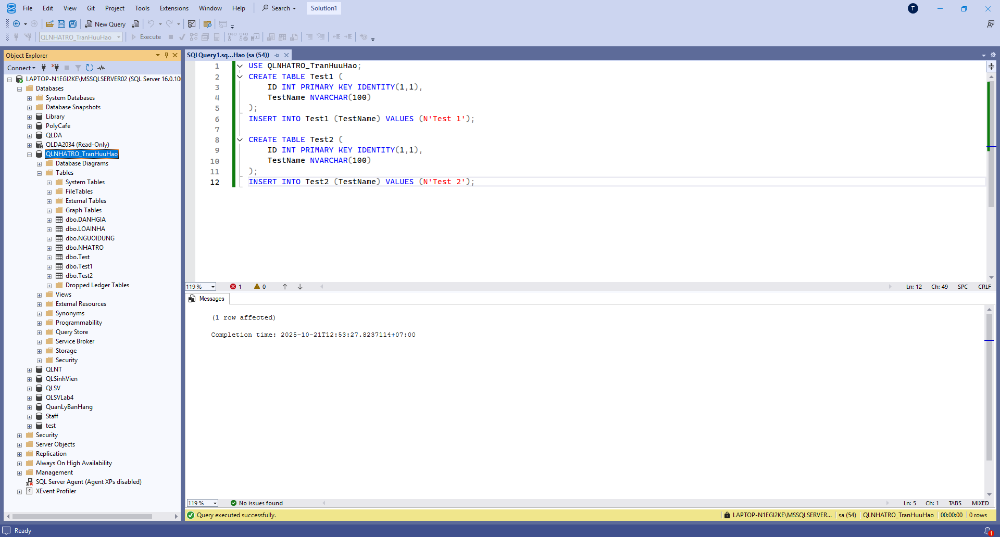 File Edit View Git Project Tools Extensions Window Help Search Solution1 T
New Query
QLNHATRO_TranHuuHao Execute
Object Explorer
Connect
LAPTOP-N1EGI2KE\MSSQLSERVER02 (SQL Server 16.0.10
Databases
System Databases
Database Snapshots
Library
PolyCafe
QLDA
QLDA2034 (Read-Only)
QLNHATRO_TranHuuHao
Database Diagrams
Tables
System Tables
FileTables
External Tables
Graph Tables
dbo.DANHGIA
dbo.LOAINHA
dbo.NGUOIDUNG
dbo.NHATRO
dbo.Test
dbo.Test1
dbo.Test2
Dropped Ledger Tables
Views
External Resources
Synonyms
Programmability
Query Store
Service Broker
Storage
Security
QLNT
QLSinhVien
QLSV
QLSVLab4
QuanLyBanHang
Staff
test
Security
Server Objects
Replication
Always On High Availability
Management
SQL Server Agent (Agent XPs disabled)
XEvent Profiler
SQLQuery1.sq...Hao (sa (54))
1 USE QLNHATRO_TranHuuHao;
2 CREATE TABLE Test1 (
3 ID INT PRIMARY KEY IDENTITY(1,1),
4 TestName NVARCHAR(100)
5 );
6 INSERT INTO Test1 (TestName) VALUES (N'Test 1');
7
8 CREATE TABLE Test2 (
9 ID INT PRIMARY KEY IDENTITY(1,1),
10 TestName NVARCHAR(100)
11 );
12 INSERT INTO Test2 (TestName) VALUES (N'Test 2');
119 % 1 0 Ln: 12 Ch: 49 SPC CRLF
Messages
(1 row affected)
Completion time: 2025-10-21T12:53:27.8237114+07:00
119 % No issues found Ln: 5 Ch: 1 TABS MIXED
Query executed successfully. LAPTOP-N1EGI2KE\MSSQLSERVER... sa (54) QLNHATRO_TranHuuHao 00:00:00 0 rows
Ready 1